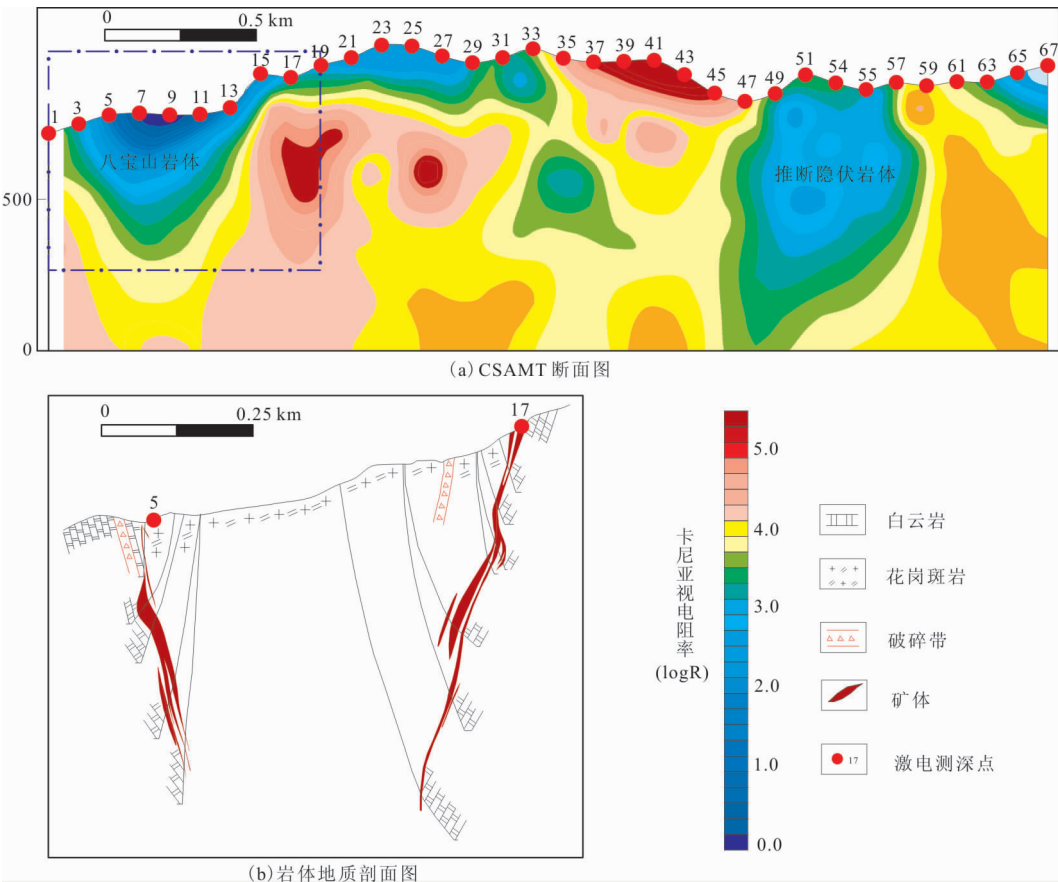 0 0.5 km
1 3 5 7 9 11 13 15 17 19 21 23 25 27 29 31 33 35 37 39 41 43 45 47 49 51 54 55 57 59 61 63 65 67
八宝山岩体
推断隐伏岩体
500
0
(a) CSAMT 断面图
0 0.25 km
5
17
(b)岩体地质剖面图
卡尼亚视电阻率
(logR)
5.0
4.0
3.0
2.0
1.0
0.0
白云岩
花岗斑岩
破碎带
矿体
17 激电测深点